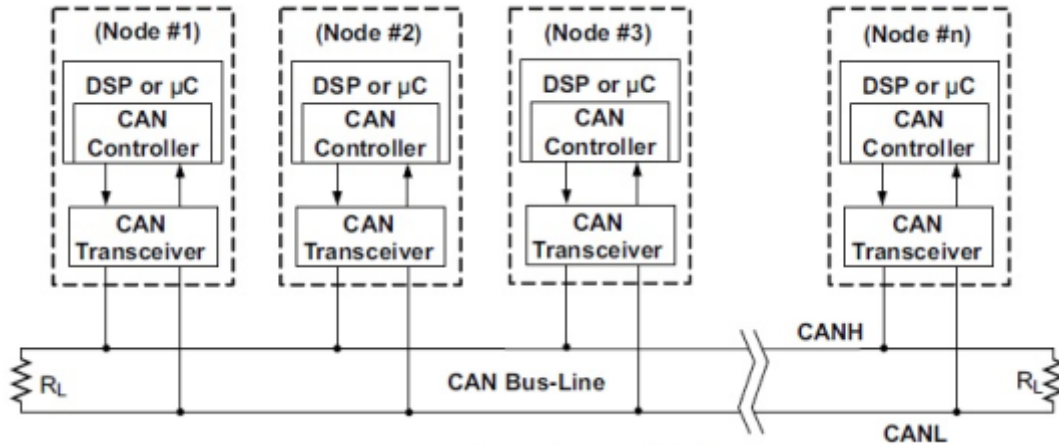 (Node #1)
DSP or µC
CAN
Controller
CAN
Transceiver
(Node #2)
DSP or µC
CAN
Controller
CAN
Transceiver
(Node #3)
DSP or µC
CAN
Controller
CAN
Transceiver
(Node #n)
DSP or µC
CAN
Controller
CAN
Transceiver
CANH
RL
CAN Bus-Line
RL
CANL